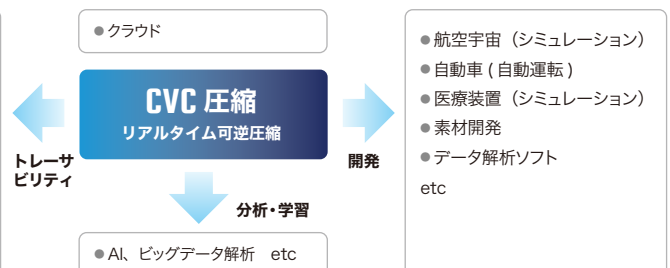 ●クラウド
CVC 圧縮
リアルタイム可逆圧縮
トレーサ
ビリティ
開発
分析・学習
●AI、ビッグデータ解析　etc
●航空宇宙（シミュレーション）
●自動車 ( 自動運転 )
●医療装置（シミュレーション）
●素材開発
●データ解析ソフト
etc